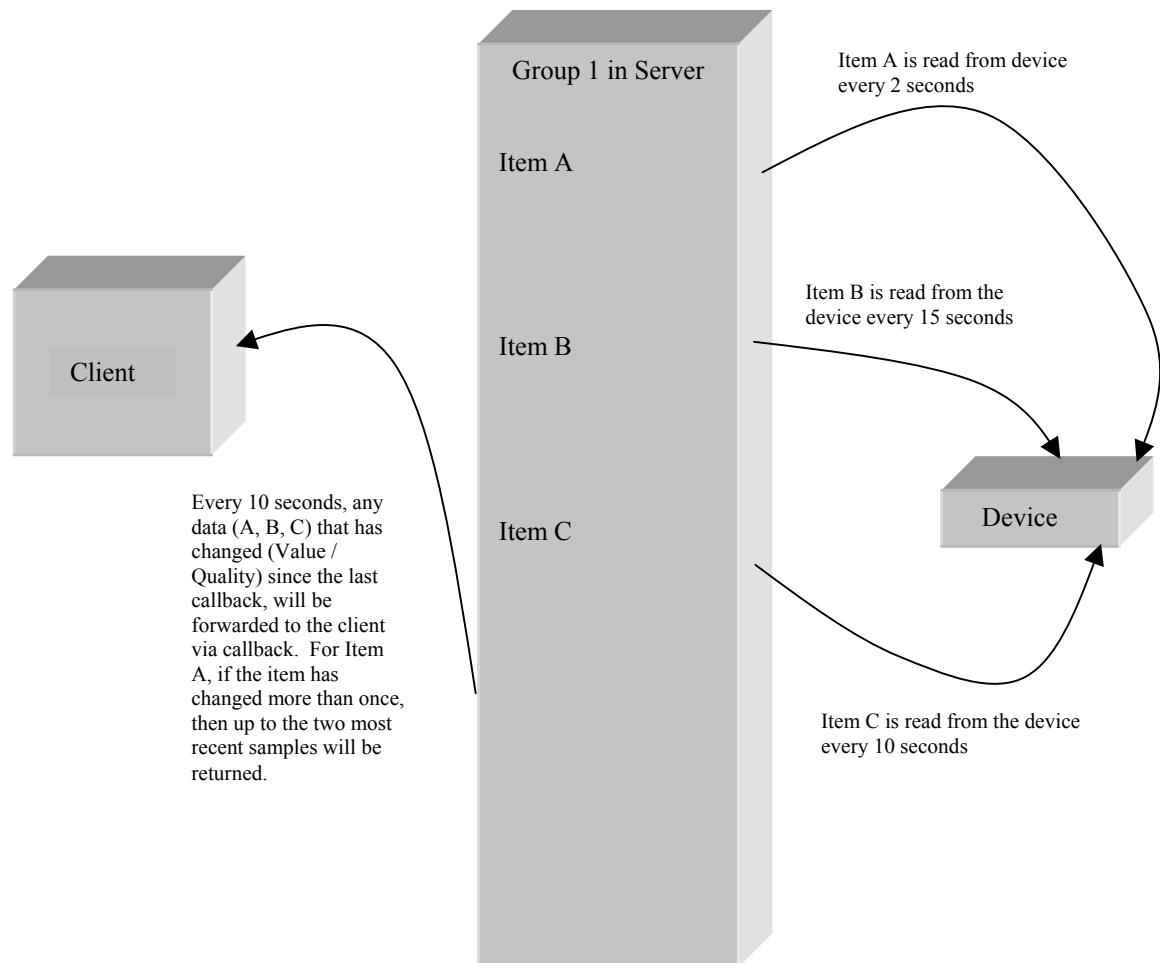 Group 1 in Server
Item A
Item B
Item C
Client
Every 10 seconds, any
data (A, B, C) that has
changed (Value /
Quality) since the last
callback, will be
forwarded to the client
via callback.  For Item
A, if the item has
changed more than once,
then up to the two most
recent samples will be
returned.
Item A is read from device
every 2 seconds
Item B is read from the
device every 15 seconds
Device
Item C is read from the device
every 10 seconds